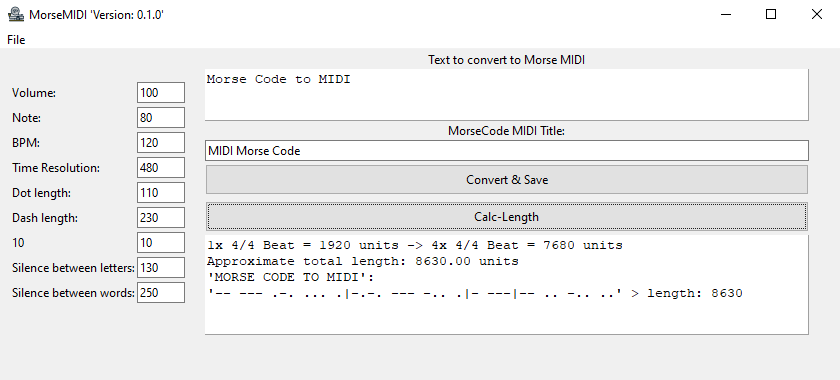 MorseMIDI 'Version: 0.1.0'
File
Text to convert to Morse MIDI
Morse Code to MIDI
MorseCode MIDI Title:
MIDI Morse Code
Convert & Save
Calc-Length
Volume: 100
Note: 80
BPM: 120
Time Resolution: 480
Dot length: 110
Dash length: 230
10 10
Silence between letters: 130
Silence between words: 250
1x 4/4 Beat = 1920 units -> 4x 4/4 Beat = 7680 units
Approximate total length: 8630.00 units
'MORSE CODE TO MIDI':
'-- --- .-. ... .|-.-. --- -.. .|- ---|-- .. -.. ..' > length: 8630